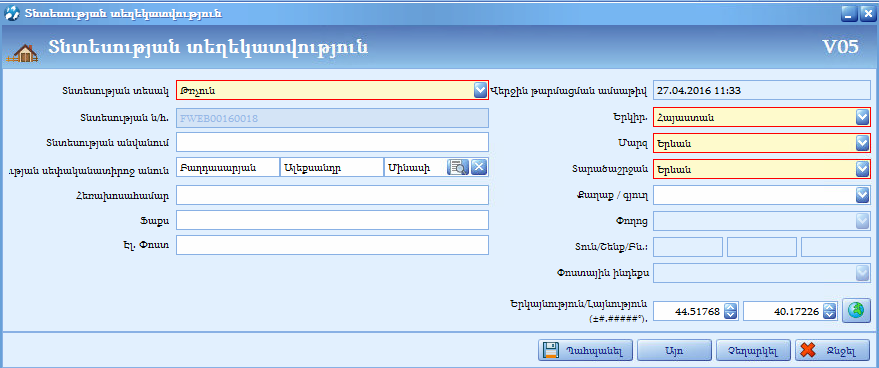 Տնտեսության տեղեկատվություն
Տնտեսության տեղեկատվություն V05
Տնտեսության տեսակ Թռչուն
Վերջին թարմացման ամսաթիվ 27.04.2016 11:33
Տնտեսության ն/հ. FWEB00160018
Երկիր. Հայաստան
Տնտեսության անվանում
Մարզ Երևան
ւթյան սեփականատիրոջ անուն Բաղդասարյան Ալեքսանդր Մինասի
Տարածաշրջան Երևան
Հեռախոսահամար
Քաղաք / գյուղ
Ֆաքս
Փողոց
Էլ. Փոստ
Տուն/Շենք/Բն.:
Փոստային ինդեքս
Երկայնություն/Լայնություն
(±#.#####°). 44.51768 40.17226
Պահպանել Այո Չեղարկել Ջնջել